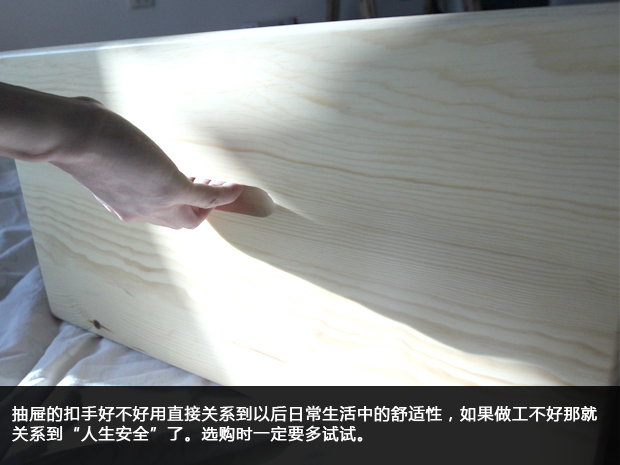 抽屉的扣手好不好用直接关系到以后日常生活中的舒适性，如果做工不好那就
关系到“人生安全”了。选购时一定要多试试。